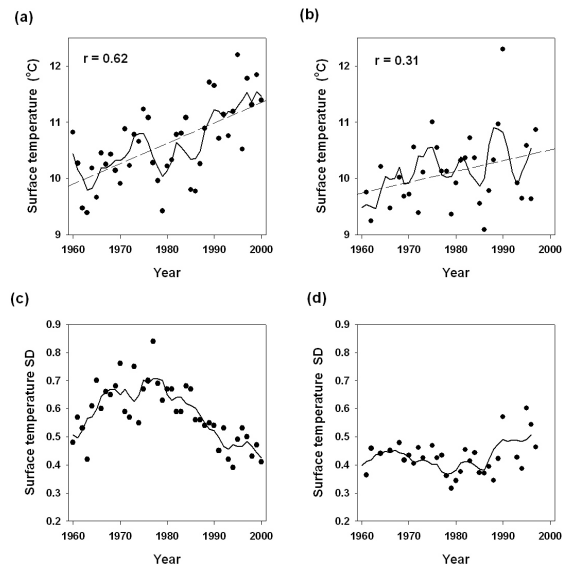 (a)
(b)
r = 0.62
r = 0.31
Surface temperature (°C)
12
11
10
9
1960 1970 1980 1990 2000
Year
Surface temperature (°C)
12
11
10
9
1960 1970 1980 1990 2000
Year
(c)
(d)
Surface temperature SD
0.9
0.8
0.7
0.6
0.5
0.4
0.3
0.2
1960 1970 1980 1990 2000
Year
Surface temperature SD
0.9
0.8
0.7
0.6
0.5
0.4
0.3
0.2
1960 1970 1980 1990 2000
Year